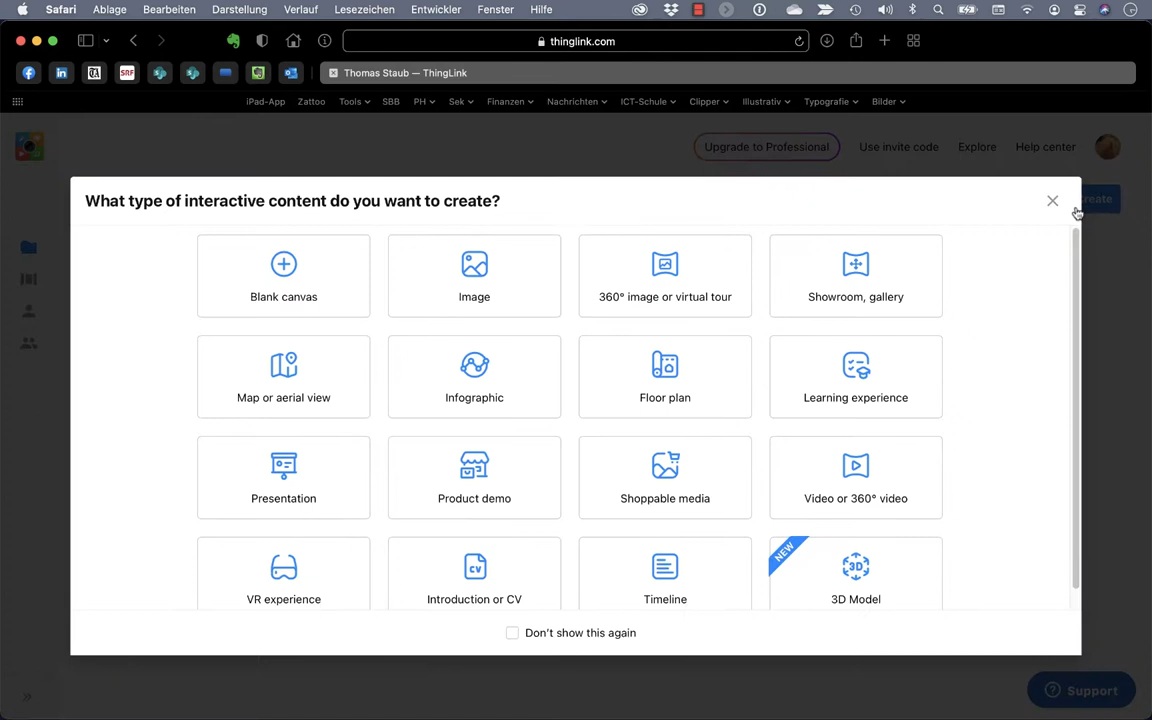 Safari Ablage Bearbeiten Darstellung Verlauf Lesezeichen Entwickler Fenster Hilfe
thinglink.com
SRF Thomas Staub — ThingLink
iPad-App Zattoo Tools SBB PH Sek Finanzen Nachrichten ICT-Schule Clipper Illustrativ Typografie Bilder
Upgrade to Professional Use invite code Explore Help center
What type of interactive content do you want to create?
Create
Blank canvas Image 360° image or virtual tour Showroom, gallery
Map or aerial view Infographic Floor plan Learning experience
Presentation Product demo Shoppable media Video or 360° video
NEW
CV 3D
VR experience Introduction or CV Timeline 3D Model
Don't show this again
Support